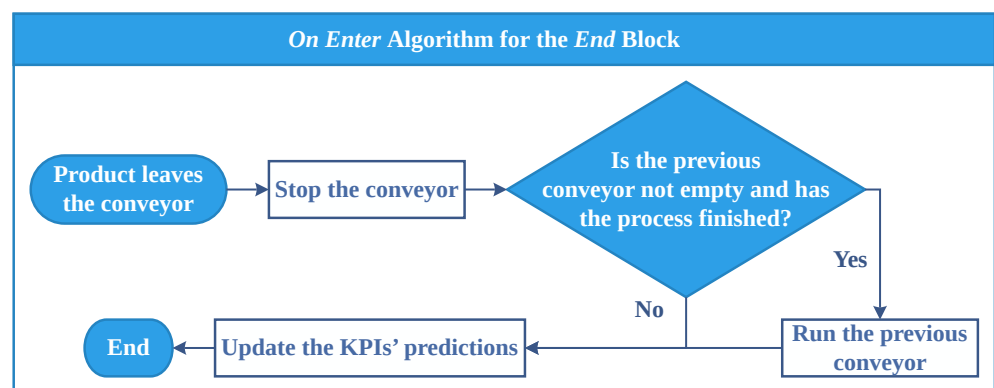 On Enter Algorithm for the End Block
Product leaves
the conveyor
Stop the conveyor
Is the previous
conveyor not empty and has
the process finished?
Yes
No
Run the previous
conveyor
Update the KPIs’ predictions
End